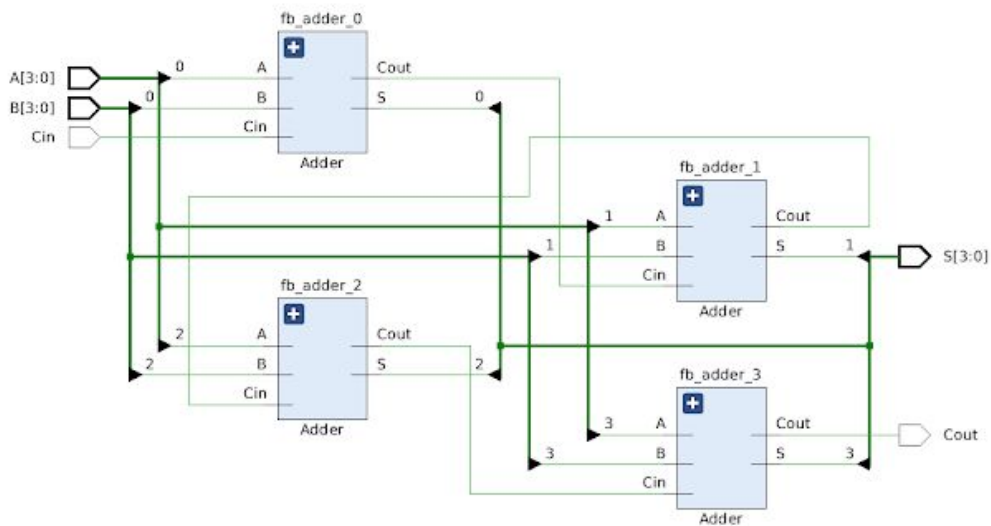 fb_adder_0
A[3:0]
0
A
Cout
B[3:0]
0
B
S
0
Cin
Cin
Adder
fb_adder_1
1
A
Cout
1
B
S
1
S[3:0]
Cin
Adder
fb_adder_2
2
A
Cout
2
B
S
2
Cin
Adder
fb_adder_3
3
A
Cout
Cout
3
B
S
3
Cin
Adder